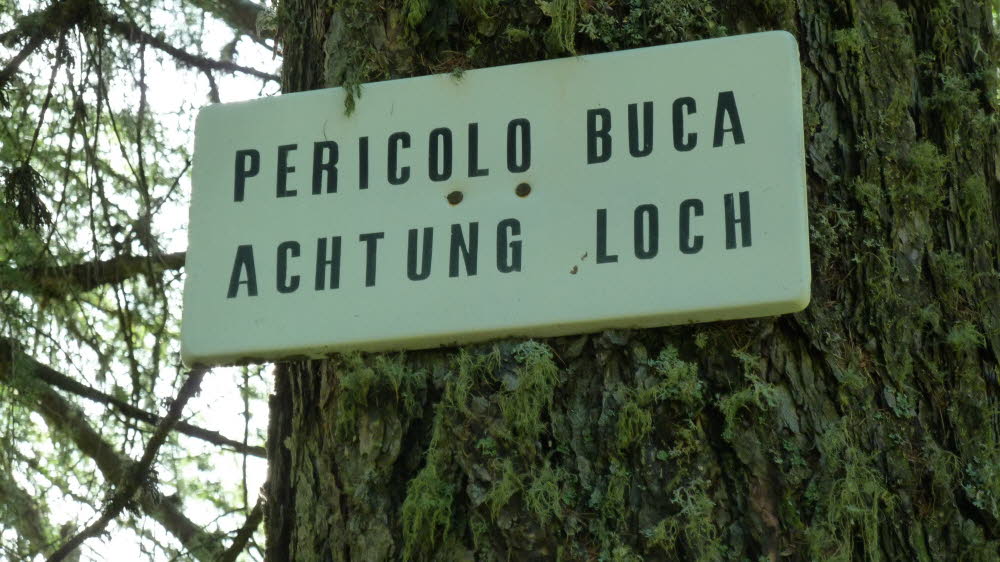 PERICOLO BUCA
ACHTUNG LOCH